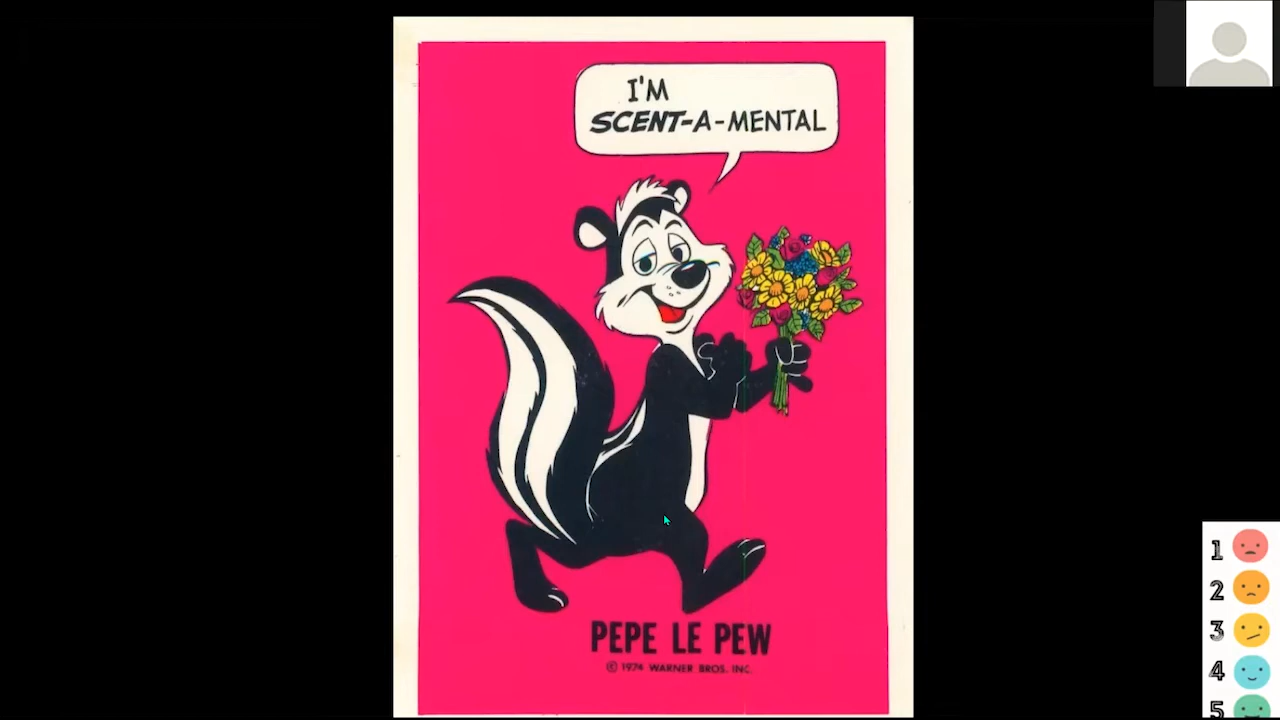 I'M
SCENT-A-MENTAL
PEPE LE PEW
© 1974 WARNER BROS. INC.
1
2
3
4
5